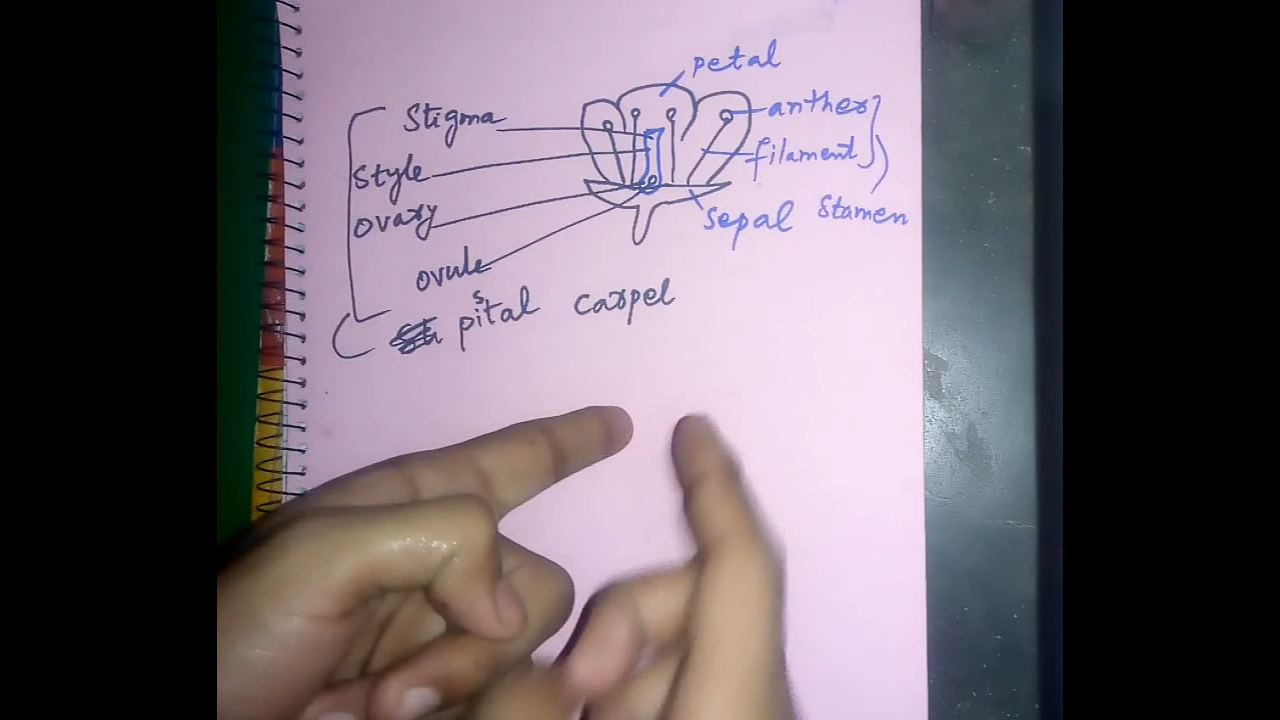 petal
Stigma
anther
Style
filament
ovary
sepal
Stamen
ovule
pistal carpel